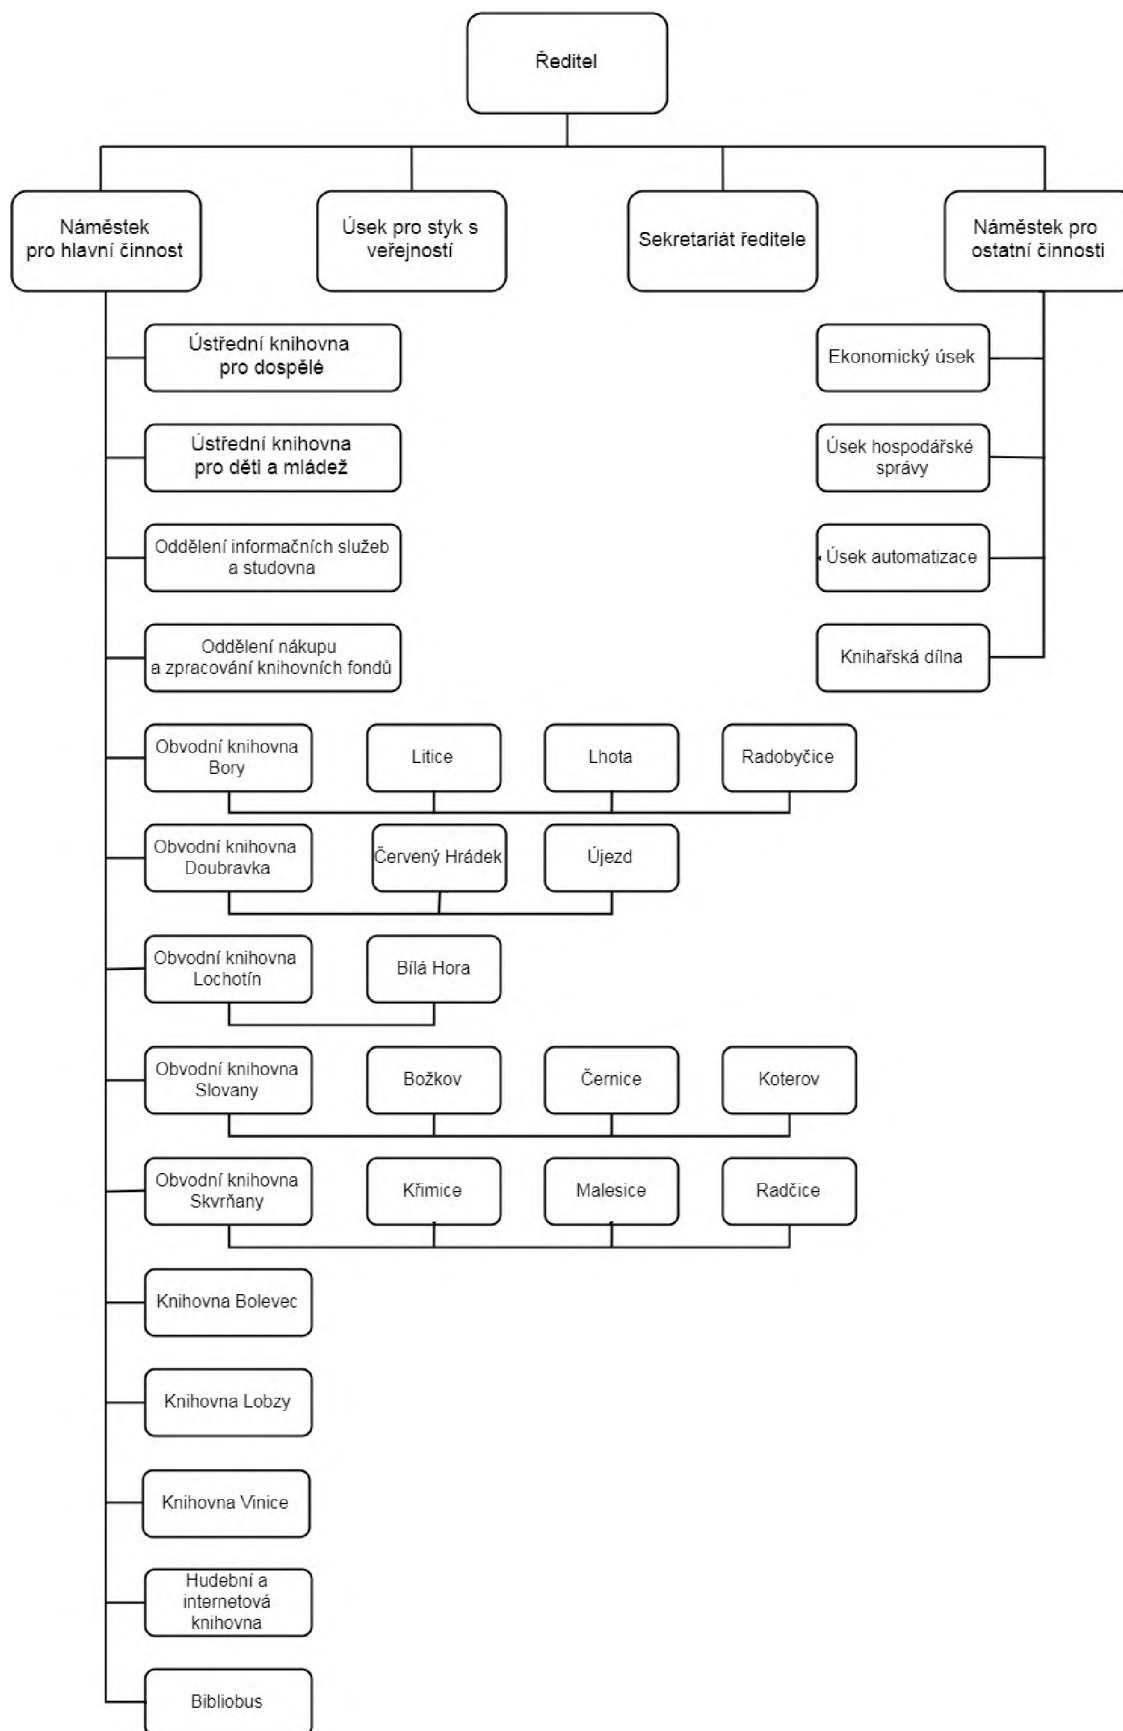 Ředitel
Náměstek
pro hlavní činnost
Úsek pro styk s
veřejností
Sekretariát ředitele
Náměstek pro
ostatní činnosti
Ústřední knihovna
pro dospělé
Ekonomický úsek
Ústřední knihovna
pro děti a mládež
Úsek hospodářské
správy
Oddělení informačních služeb
a studovna
Úsek automatizace
Oddělení nákupu
a zpracování knihovních fondů
Knihařská dílna
Obvodní knihovna
Bory
Litice
Lhota
Radobyčice
Obvodní knihovna
Doubravka
Červený Hrádek
Újezd
Obvodní knihovna
Lochotín
Bílá Hora
Obvodní knihovna
Slovany
Božkov
Černice
Koterov
Obvodní knihovna
Skvrňany
Křimice
Malesice
Radčice
Knihovna Bolevec
Knihovna Lobzy
Knihovna Vinice
Hudební a
internetová
knihovna
Bibliobus